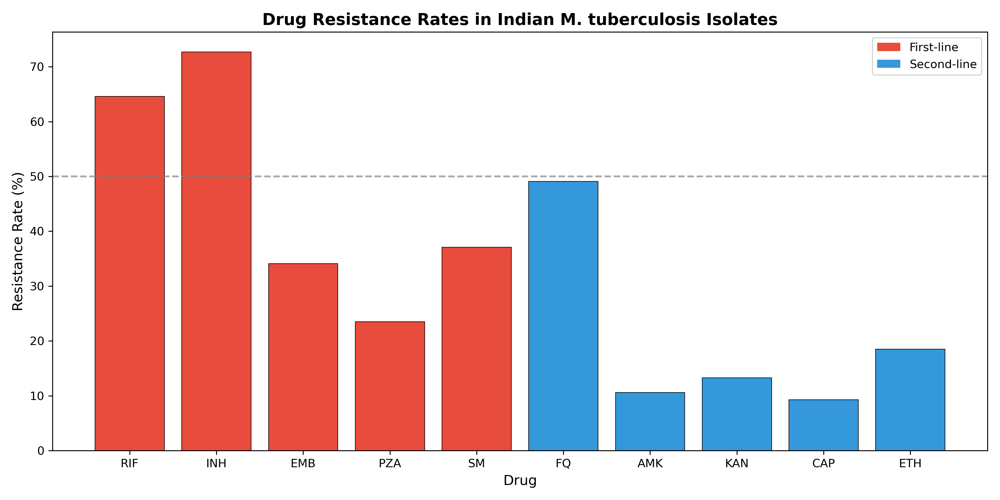 Drug Resistance Rates in Indian M. tuberculosis Isolates
First-line
Second-line
Resistance Rate (%)
70
60
50
40
30
20
10
0
RIF INH EMB PZA SM FQ AMK KAN CAP ETH
Drug